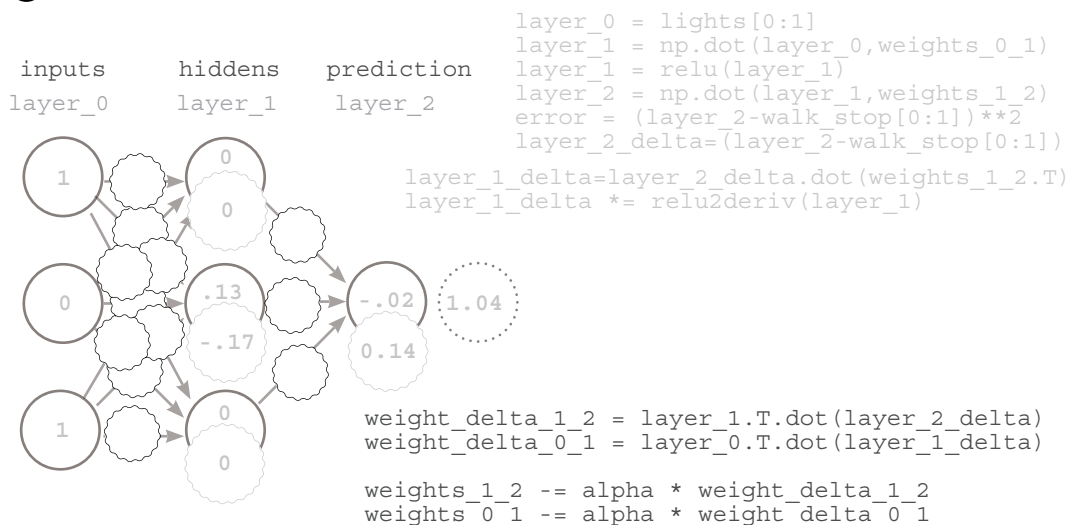 layer_0 = lights[0:1]
layer_1 = np.dot(layer_0,weights_0_1)
layer_1 = relu(layer_1)
layer_2 = np.dot(layer_1,weights_1_2)
error = (layer_2-walk_stop[0:1])**2
layer_2_delta=(layer_2-walk_stop[0:1])
layer_1_delta=layer_2_delta.dot(weights_1_2.T)
layer_1_delta *= relu2deriv(layer_1)
inputs hiddens prediction
layer_0 layer_1 layer_2
1
0
1
0
0
.13
-.17
0
0
-.02
0.14
1.04
weight_delta_1_2 = layer_1.T.dot(layer_2_delta)
weight_delta_0_1 = layer_0.T.dot(layer_1_delta)
weights_1_2 -= alpha * weight_delta_1_2
weights_0_1 -= alpha * weight_delta_0_1